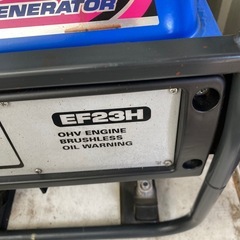 ENERATOR
EF23H
OHV ENGINE
BRUSHLESS
OIL WARNING